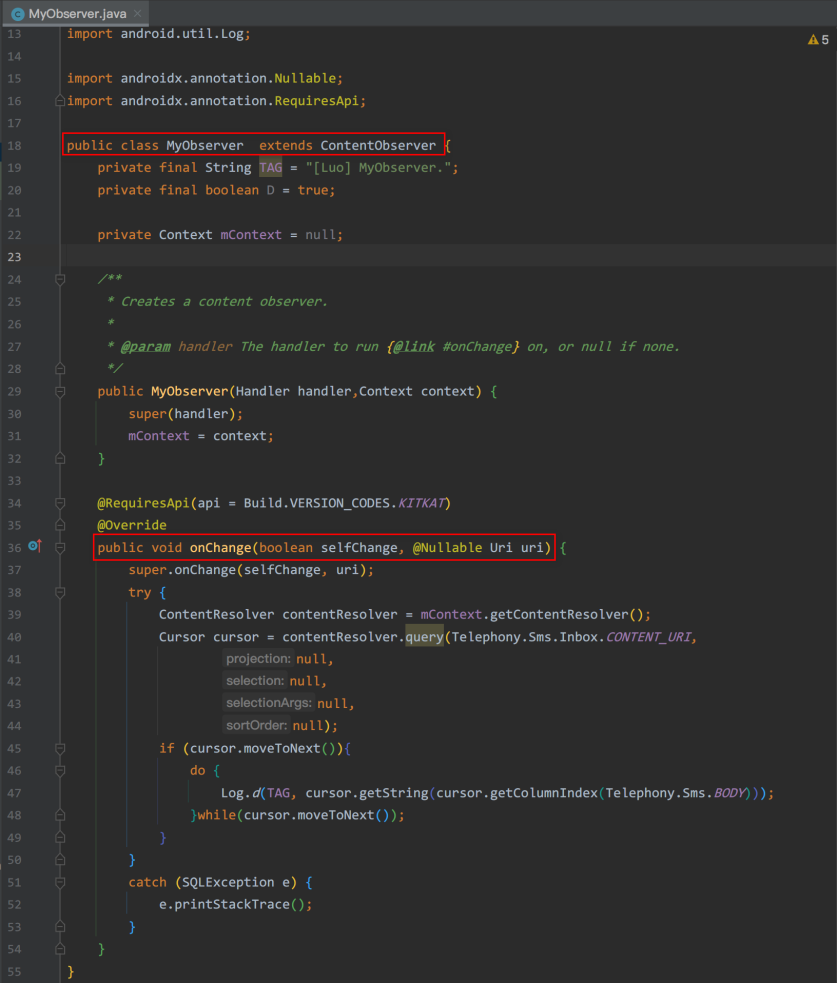 MyObserver.java
5
13 import android.util.Log;
14
15 import androidx.annotation.Nullable;
16 import androidx.annotation.RequiresApi;
17
18 public class MyObserver  extends ContentObserver {
19     private final String TAG = "[Luo] MyObserver.";
20     private final boolean D = true;
21
22     private Context mContext = null;
23
24     /**
25      * Creates a content observer.
26      *
27      * @param handler The handler to run {@link #onChange} on, or null if none.
28      */
29     public MyObserver(Handler handler,Context context) {
30         super(handler);
31         mContext = context;
32     }
33
34     @RequiresApi(api = Build.VERSION_CODES.KITKAT)
35     @Override
36     public void onChange(boolean selfChange, @Nullable Uri uri) {
37         super.onChange(selfChange, uri);
38         try {
39             ContentResolver contentResolver = mContext.getContentResolver();
40             Cursor cursor = contentResolver.query(Telephony.Sms.Inbox.CONTENT_URI,
41                     projection: null,
42                     selection: null,
43                     selectionArgs: null,
44                     sortOrder: null);
45             if (cursor.moveToNext()){
46                 do {
47                     Log.d(TAG, cursor.getString(cursor.getColumnIndex(Telephony.Sms.BODY)));
48                 }while(cursor.moveToNext());
49             }
50         }
51         catch (SQLException e) {
52             e.printStackTrace();
53         }
54     }
55 }